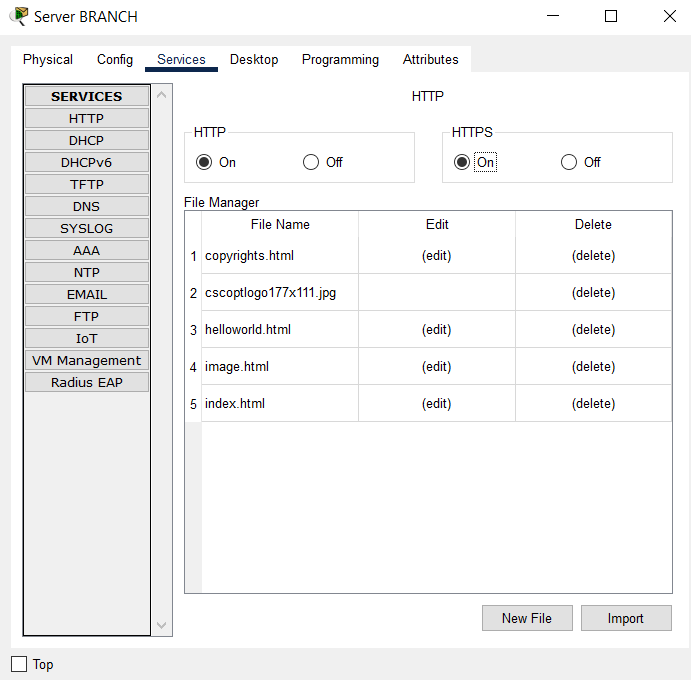 Server BRANCH
Physical Config Services Desktop Programming Attributes
SERVICES
HTTP
DHCP
DHCPv6
TFTP
DNS
SYSLOG
AAA
NTP
EMAIL
FTP
IoT
VM Management
Radius EAP
HTTP
HTTP
On Off
HTTPS
On Off
File Manager
File Name Edit Delete
1 copyrights.html (edit) (delete)
2 cscoptlogo177x111.jpg (delete)
3 helloworld.html (edit) (delete)
4 image.html (edit) (delete)
5 index.html (edit) (delete)
New File Import
Top